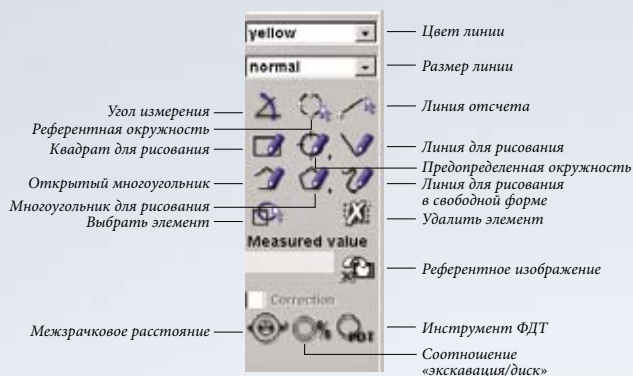 yellow
Цвет линии
normal
Размер линии
Угол измерения
Линия отсчета
Референтная окружность
Квадрат для рисования
Линия для рисования
Предопределенная окружность
Открытый многоугольник
Линия для рисования
в свободной форме
Многоугольник для рисования
Выбрать элемент
Удалить элемент
Measured value
Референтное изображение
Correction
Межзрачковое расстояние
%
PDT
Инструмент ФДТ
Соотношение
«экскавация/диск»